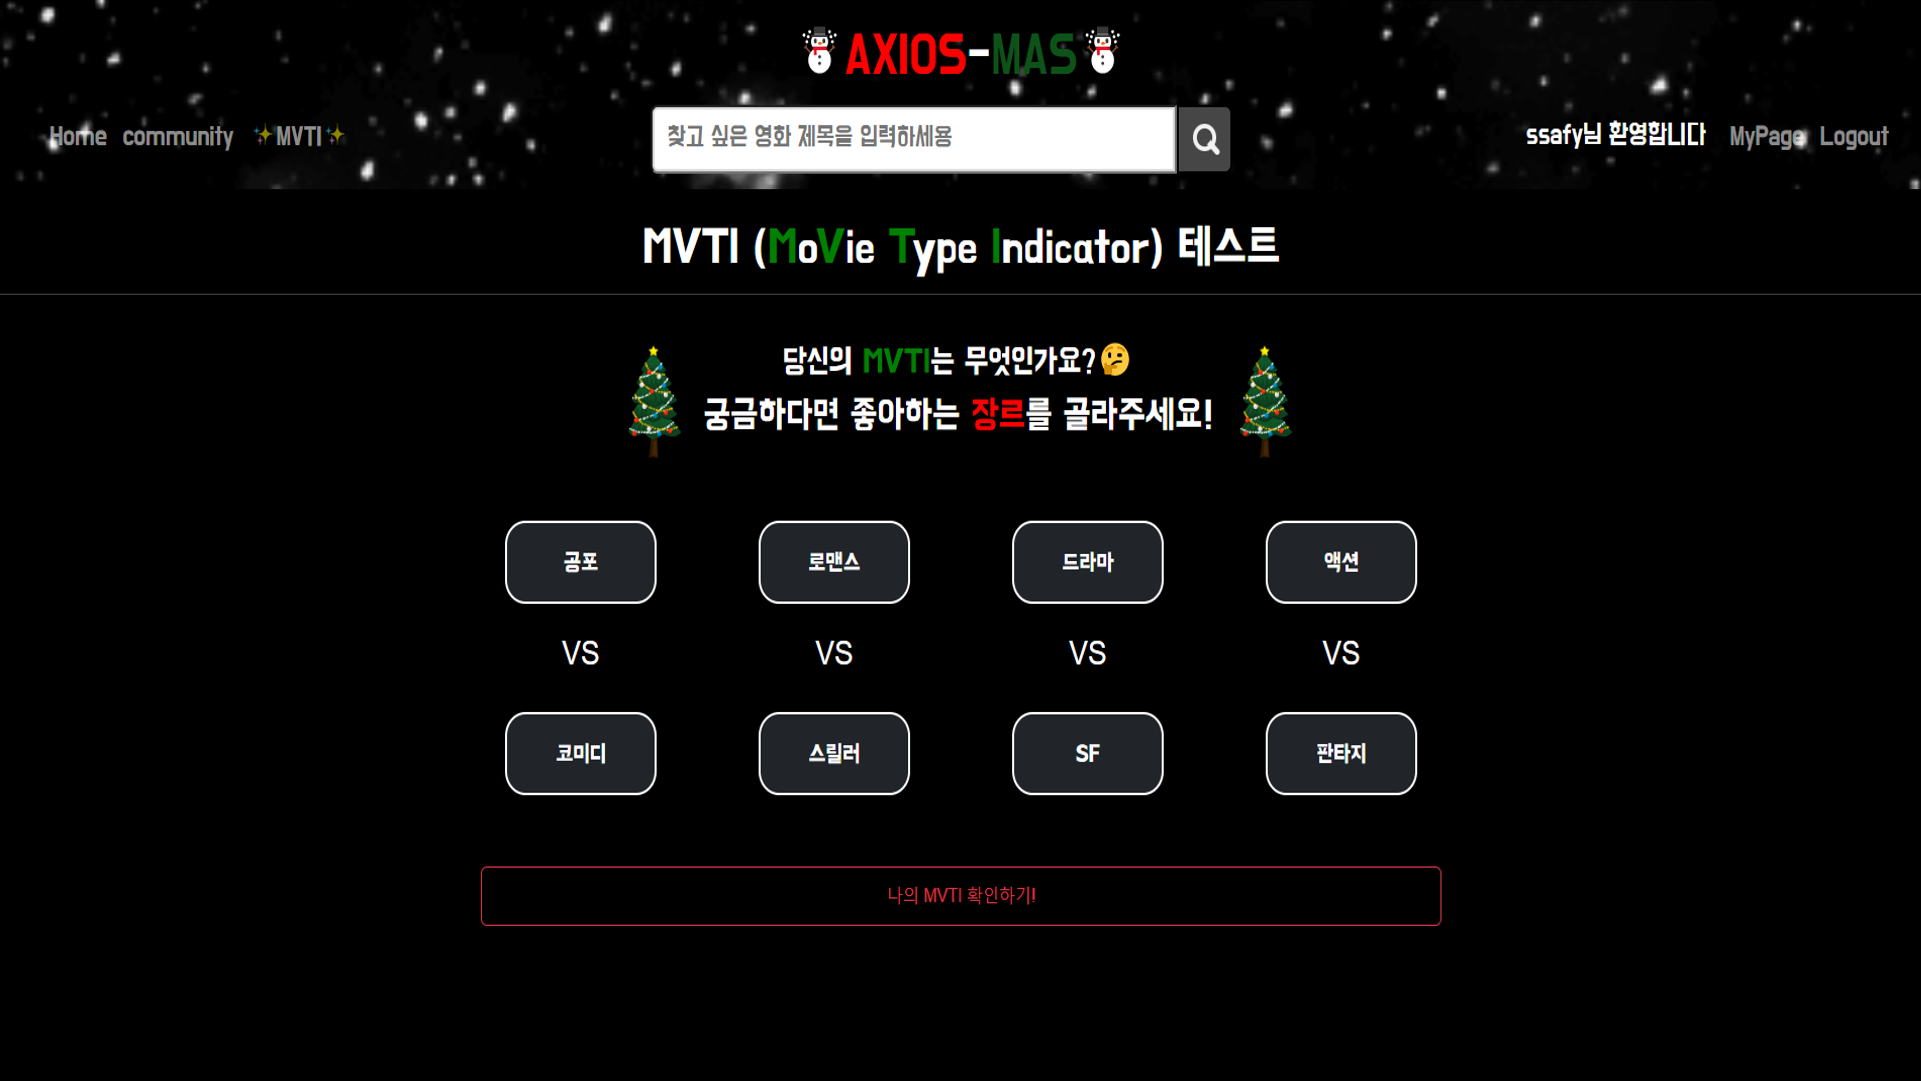 AXIOS-MAS
Home community ✨MVTI✨
찾고 싶은 영화 제목을 입력하세용
ssafy님 환영합니다 MyPage Logout
MVTI (MoVie Type Indicator) 테스트
당신의 MVTI는 무엇인가요?🤔
궁금하다면 좋아하는 장르를 골라주세요!
공포 로맨스 드라마 액션
VS VS VS VS
코미디 스릴러 SF 판타지
나의 MVTI 확인하기!